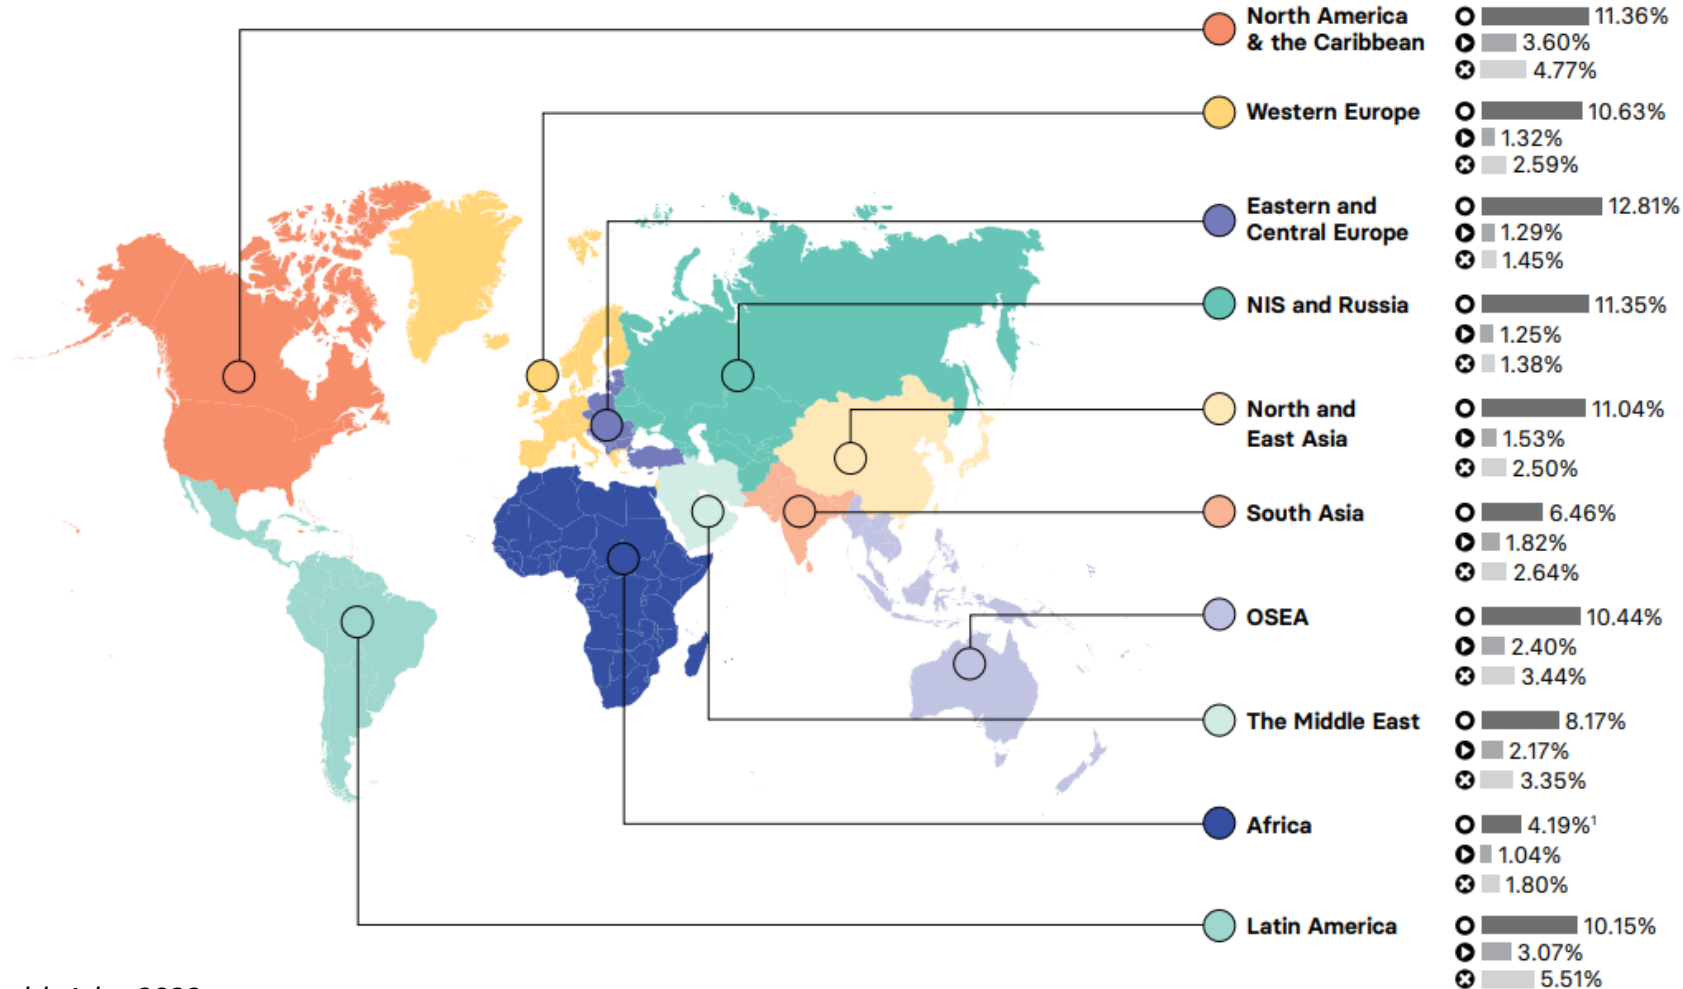 North America
& the Caribbean
11.36%
3.60%
4.77%
Western Europe
10.63%
1.32%
2.59%
Eastern and
Central Europe
12.81%
1.29%
1.45%
NIS and Russia
11.35%
1.25%
1.38%
North and
East Asia
11.04%
1.53%
2.50%
South Asia
6.46%
1.82%
2.64%
OSEA
10.44%
2.40%
3.44%
The Middle East
8.17%
2.17%
3.35%
Africa
4.19%¹
1.04%
1.80%
Latin America
10.15%
3.07%
5.51%